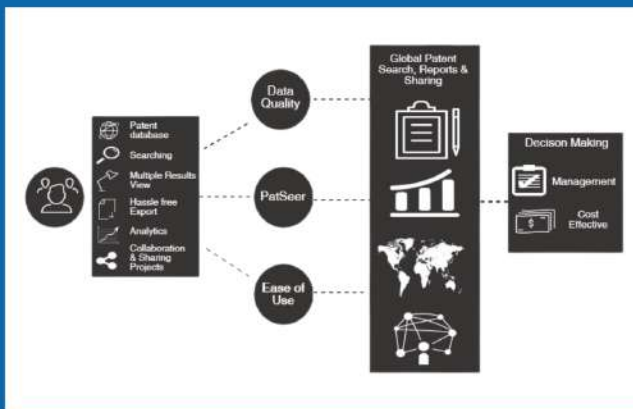 Patent
database
Searching
Multiple Results
View
Hassle free
Export
Analytics
Collaboration
& Sharing
Projects
Data
Quality
PatSeer
Ease of
Use
Global Patent
Search, Reports &
Sharing
Decison Making
Management
$
Cost
Effective